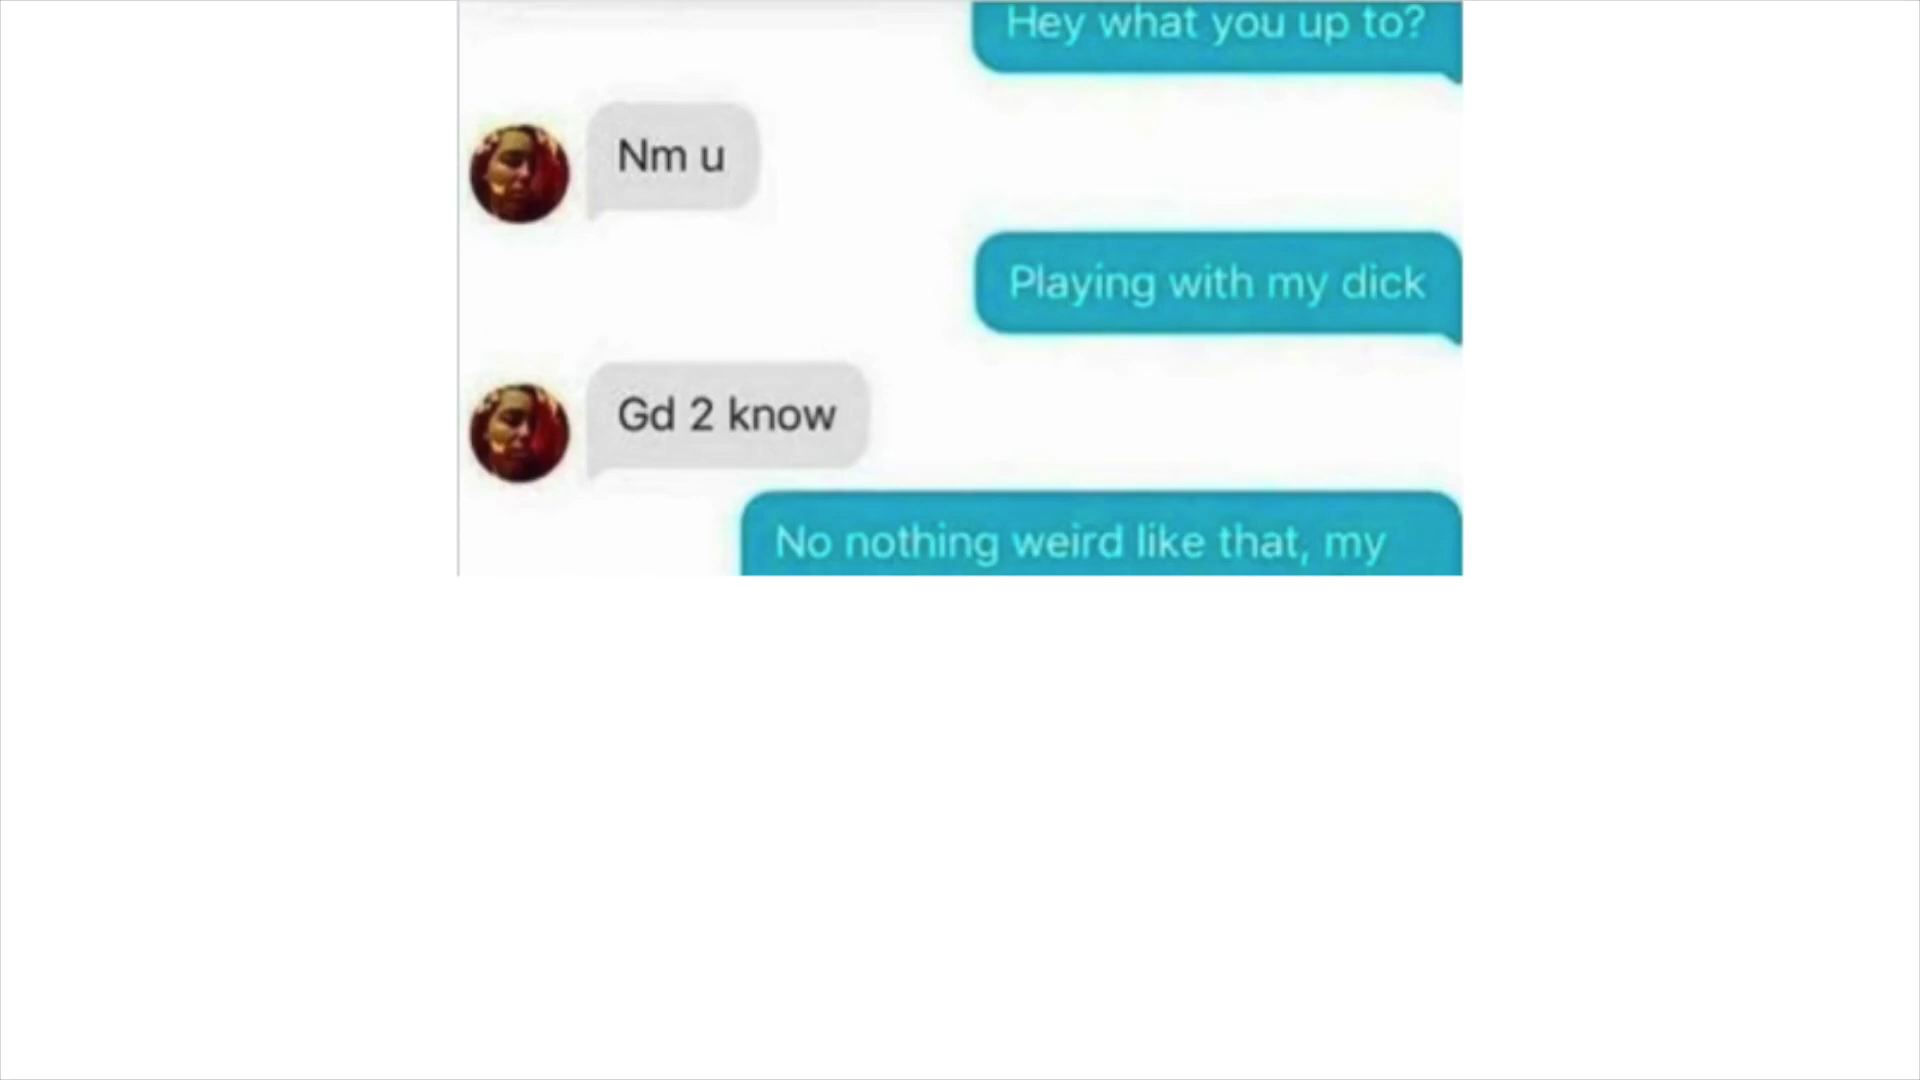 Hey what you up to?
Nm u
Playing with my dick
Gd 2 know
No nothing weird like that, my